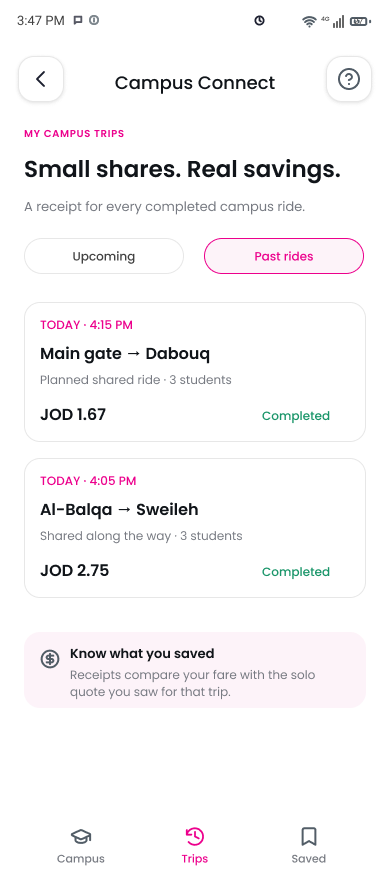 3:47 PM
4G
Campus Connect
MY CAMPUS TRIPS
Small shares. Real savings.
A receipt for every completed campus ride.
Upcoming
Past rides
TODAY · 4:15 PM
Main gate → Dabouq
Planned shared ride · 3 students
JOD 1.67
Completed
TODAY · 4:05 PM
Al-Balqa → Sweileh
Shared along the way · 3 students
JOD 2.75
Completed
Know what you saved
Receipts compare your fare with the solo
quote you saw for that trip.
Campus
Trips
Saved